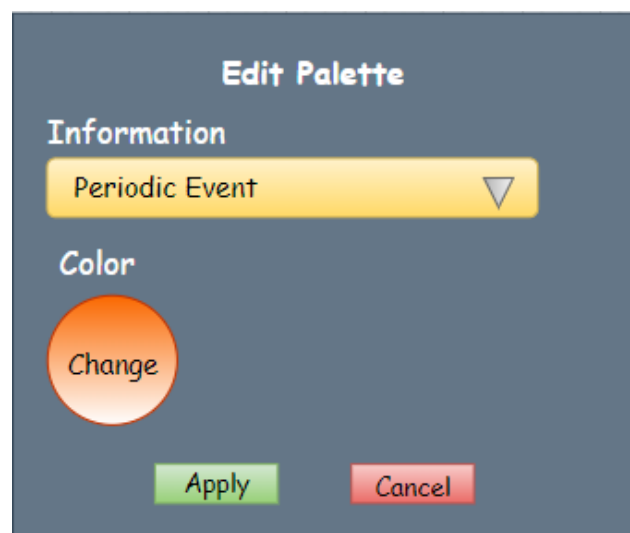 Edit Palette
Information
Periodic Event
Color
Change
Apply
Cancel